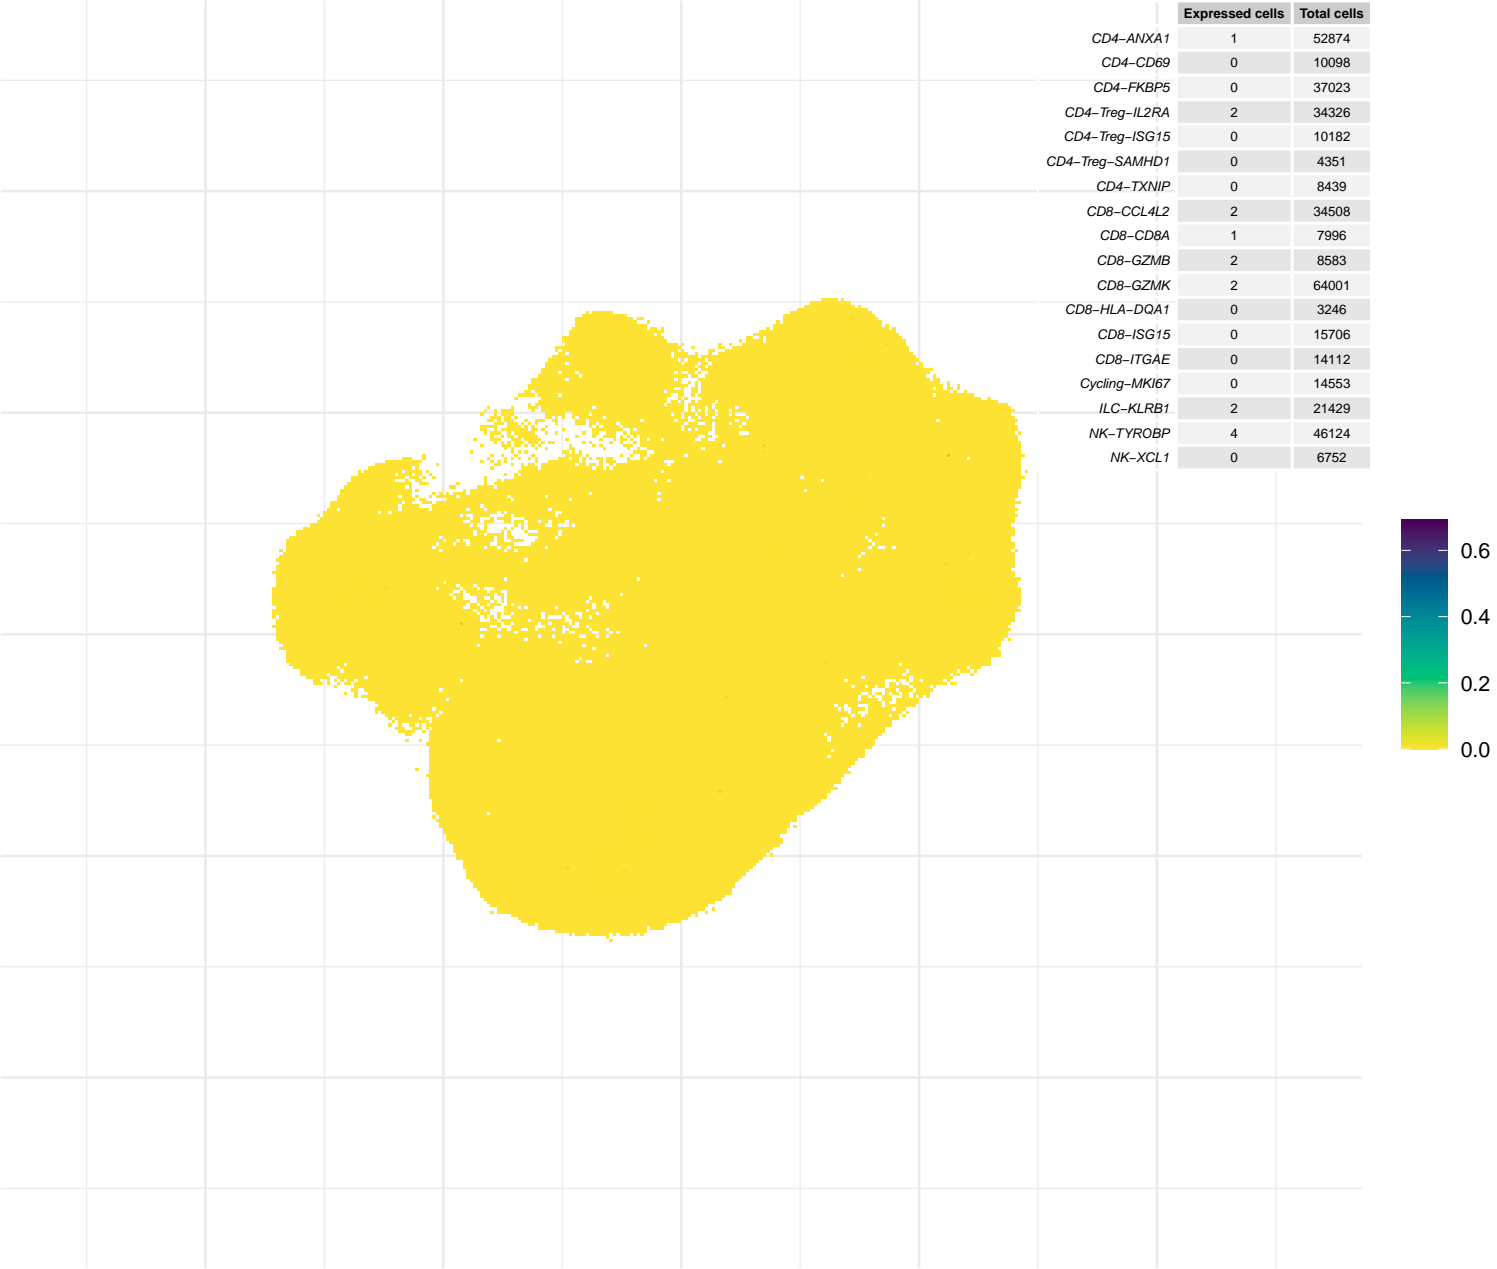 Expressed cells Total cells
CD4−ANXA1 1 52874
CD4−CD69 0 10098
CD4−FKBP5 0 37023
CD4−Treg−IL2RA 2 34326
CD4−Treg−ISG15 0 10182
CD4−Treg−SAMHD1 0 4351
CD4−TXNIP 0 8439
CD8−CCL4L2 2 34508
CD8−CD8A 1 7996
CD8−GZMB 2 8583
CD8−GZMK 2 64001
CD8−HLA−DQA1 0 3246
CD8−ISG15 0 15706
CD8−ITGAE 0 14112
Cycling−MKI67 0 14553
ILC−KLRB1 2 21429
NK−TYROBP 4 46124
NK−XCL1 0 6752
0.6
0.4
0.2
0.0